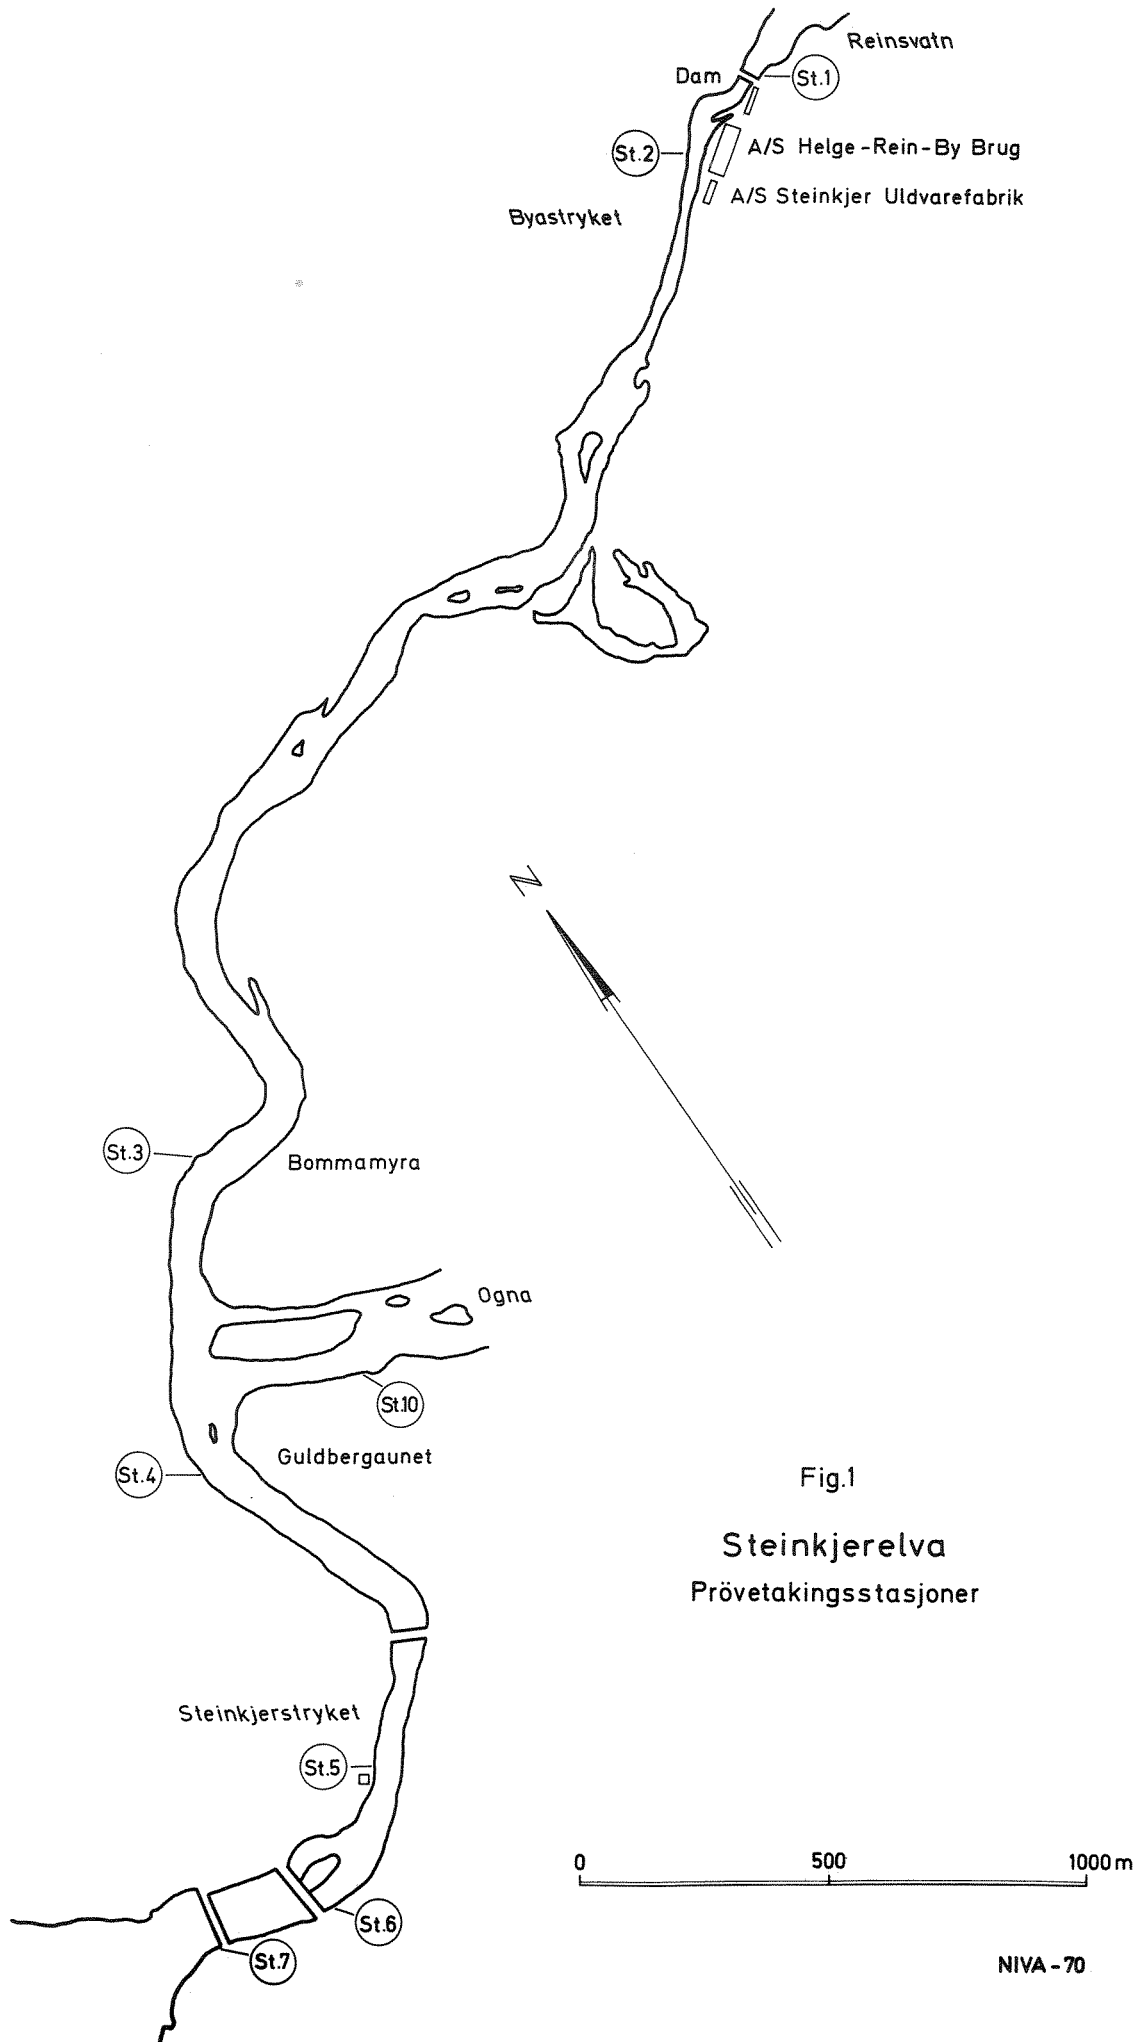 Reinsvatn
Dam
St.1
St.2
A/S Helge-Rein-By Brug
A/S Steinkjer Uldvarefabrik
Byastryket
N
St.3
Bommamyra
Ogna
St.10
Guldbergaunet
St.4
Fig.1
Steinkjerelva
Prövetakingsstasjoner
Steinkjerstryket
St.5
0 500 1000 m
St.6
St.7
NIVA-70